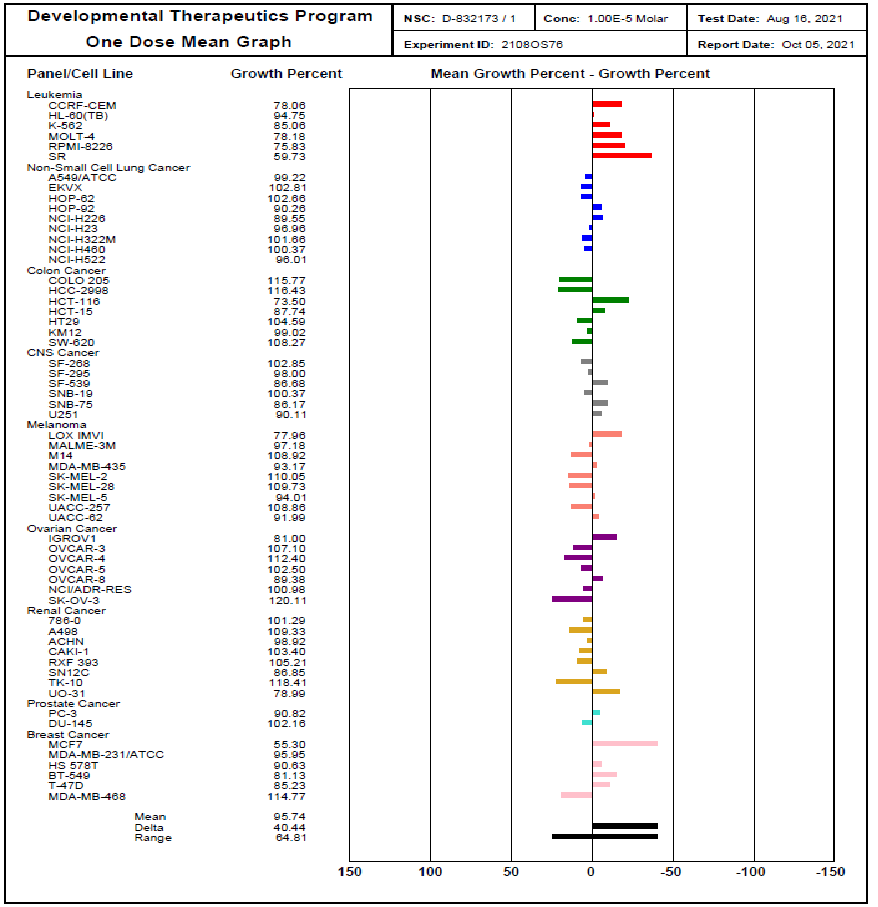 Developmental Therapeutics Program
One Dose Mean Graph
NSC: D-832173 / 1
Conc: 1.00E-5 Molar
Test Date: Aug 16, 2021
Experiment ID: 2108OS76
Report Date: Oct 05, 2021
Panel/Cell Line Growth Percent Mean Growth Percent - Growth Percent
Leukemia
CCRF-CEM 78.06
HL-60(TB) 94.75
K-562 85.06
MOLT-4 78.18
RPMI-8226 75.83
SR 59.73
Non-Small Cell Lung Cancer
A549/ATCC 99.22
EKVX 102.81
HOP-62 102.66
HOP-92 90.26
NCI-H226 89.55
NCI-H23 96.96
NCI-H322M 101.66
NCI-H460 100.37
NCI-H522 96.01
Colon Cancer
COLO 205 115.77
HCC-2998 116.43
HCT-116 73.50
HCT-15 87.74
HT29 104.59
KM12 99.02
SW-620 108.27
CNS Cancer
SF-268 102.85
SF-295 98.00
SF-539 86.68
SNB-19 100.37
SNB-75 86.17
U251 90.11
Melanoma
LOX IMVI 77.96
MALME-3M 97.18
M14 108.92
MDA-MB-435 93.17
SK-MEL-2 110.05
SK-MEL-28 109.73
SK-MEL-5 94.01
UACC-257 108.86
UACC-62 91.99
Ovarian Cancer
IGROV1 81.00
OVCAR-3 107.10
OVCAR-4 112.40
OVCAR-5 102.50
OVCAR-8 89.38
NCI/ADR-RES 100.98
SK-OV-3 120.11
Renal Cancer
786-0 101.29
A498 109.33
ACHN 98.92
CAKI-1 103.40
RXF 393 105.21
SN12C 86.85
TK-10 118.41
UO-31 78.99
Prostate Cancer
PC-3 90.82
DU-145 102.16
Breast Cancer
MCF7 55.30
MDA-MB-231/ATCC 95.95
HS 578T 90.63
BT-549 81.13
T-47D 85.23
MDA-MB-468 114.77
Mean 95.74
Delta 40.44
Range 64.81
150 100 50 0 -50 -100 -150